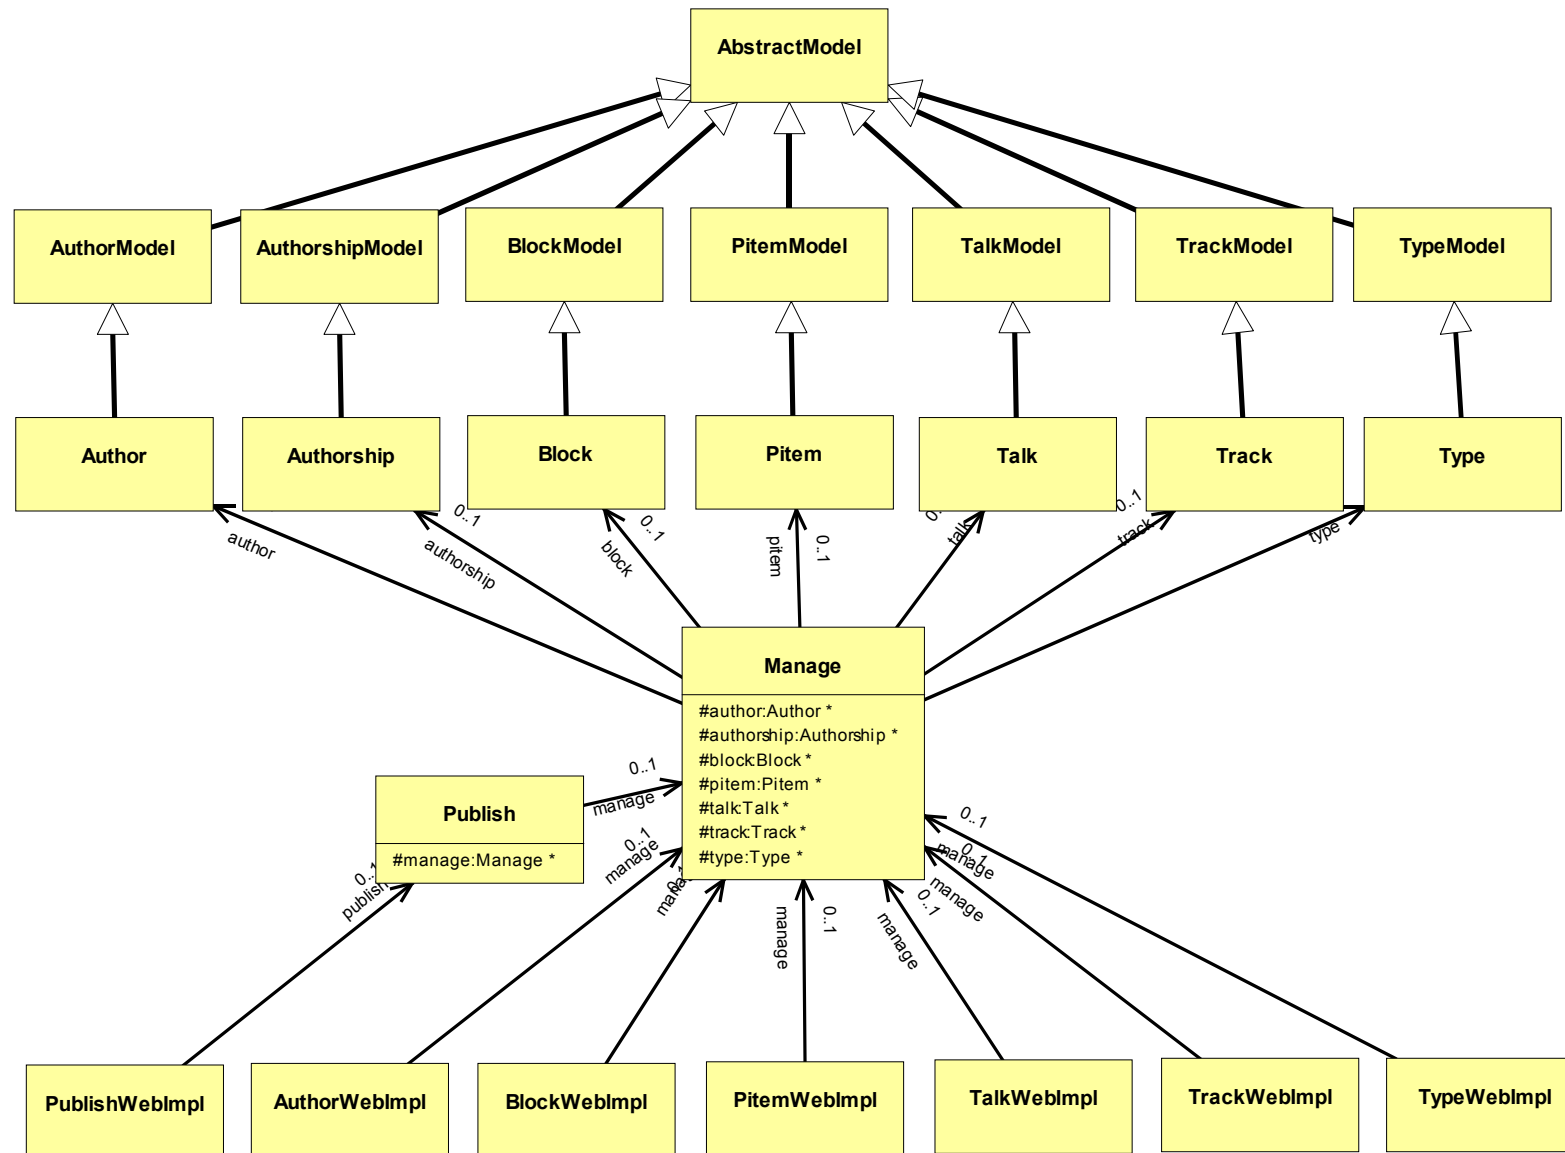 AbstractModel
AuthorModel
AuthorshipModel
BlockModel
PitemModel
TalkModel
TrackModel
TypeModel
Author
Authorship
Block
Pitem
Talk
Track
Type
author
0..1
authorship
0..1
block
0..1
pitem
0..1
talk
0..1
track
type
Manage
#author:Author *
#authorship:Authorship *
#block:Block *
#pitem:Pitem *
#talk:Talk *
#track:Track *
#type:Type *
0..1
manage
Publish
#manage:Manage *
0..1
publish
0..1
manage
0..1
manage
0..1
manage
0..1
manage
0..1
manage
0..1
manage
PublishWebImpl
AuthorWebImpl
BlockWebImpl
PitemWebImpl
TalkWebImpl
TrackWebImpl
TypeWebImpl